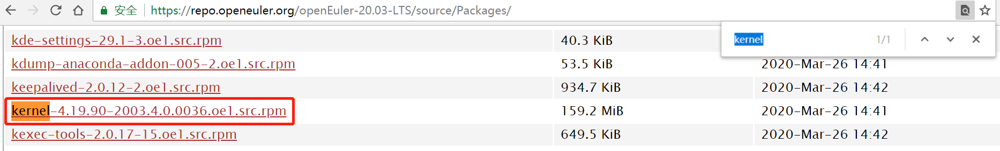 安全 https://repo.openeuler.org/openEuler-20.03-LTS/source/Packages/
kernel 1/1
kde-settings-29.1-3.oe1.src.rpm 40.3 KiB
kdump-anaconda-addon-005-2.oe1.src.rpm 53.5 KiB 2020-Mar-26 14:41
keepalived-2.0.12-2.oe1.src.rpm 934.7 KiB 2020-Mar-26 14:42
kernel-4.19.90-2003.4.0.0036.oe1.src.rpm 159.2 MiB 2020-Mar-26 14:41
kexec-tools-2.0.17-15.oe1.src.rpm 649.5 KiB 2020-Mar-26 14:42